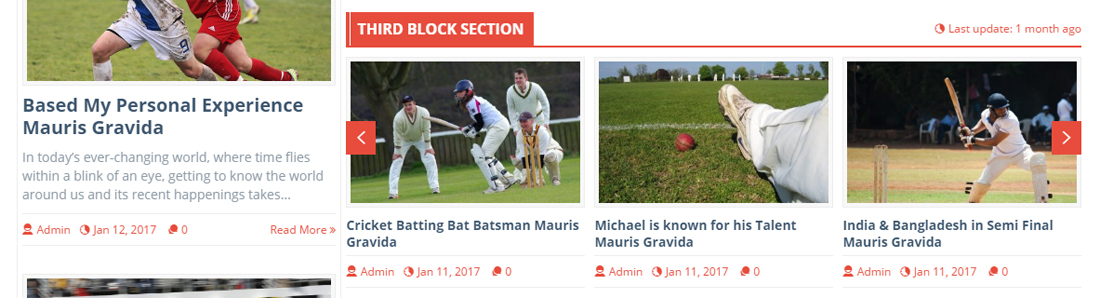 Based My Personal Experience
Mauris Gravida
In today's ever-changing world, where time flies
within a blink of an eye, getting to know the world
around us and its recent happenings takes...
Admin Jan 12, 2017 0 Read More »
THIRD BLOCK SECTION
Last update: 1 month ago
Cricket Batting Bat Batsman Mauris
Gravida
Admin Jan 11, 2017 0
Michael is known for his Talent
Mauris Gravida
Admin Jan 11, 2017 0
India & Bangladesh in Semi Final
Mauris Gravida
Admin Jan 11, 2017 0